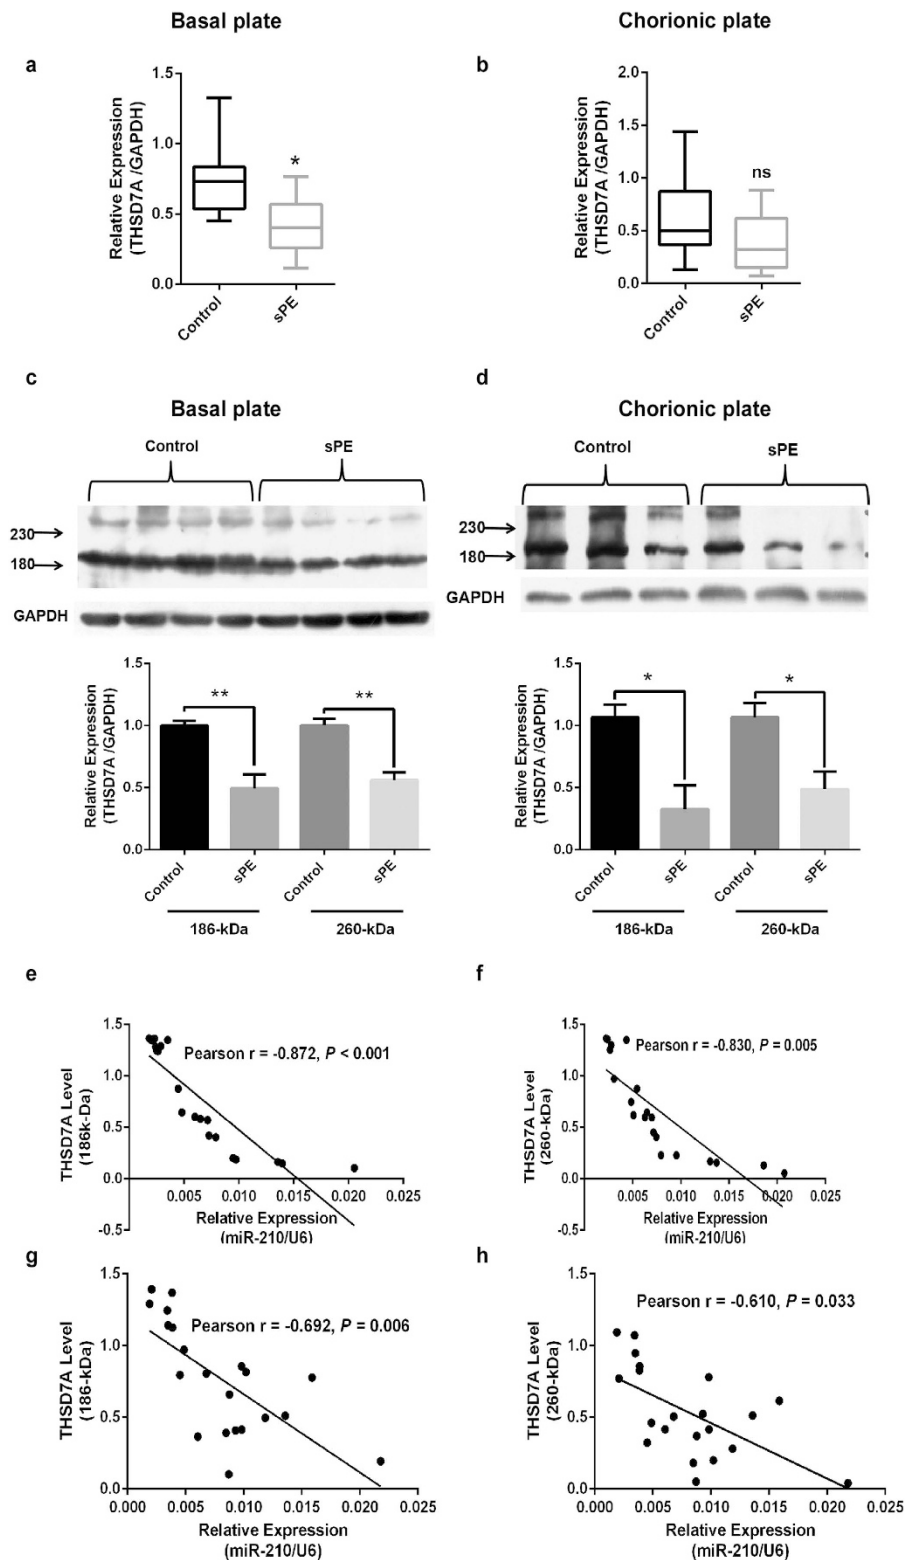 Basal plate
Chorionic plate
a
Relative Expression
(THSD7A /GAPDH)
1.5
1.0
0.5
0.0
*
Control
sPE
b
Relative Expression
(THSD7A /GAPDH)
2.0
1.5
1.0
0.5
0.0
ns
Control
sPE
c
Basal plate
Control
sPE
230
180
GAPDH
Relative Expression
(THSD7A /GAPDH)
1.5
1.0
0.5
0.0
**
**
Control
sPE
Control
sPE
186-kDa
260-kDa
d
Chorionic plate
Control
sPE
230
180
GAPDH
Relative Expression
(THSD7A /GAPDH)
1.5
1.0
0.5
0.0
*
*
Control
sPE
Control
sPE
186-kDa
260-kDa
e
THSD7A Level
(186k-Da)
1.5
1.0
0.5
0.0
-0.5
Pearson r = -0.872, P < 0.001
0.005 0.010 0.015 0.020 0.025
Relative Expression
(miR-210/U6)
f
THSD7A Level
(260-kDa)
1.5
1.0
0.5
0.0
-0.5
Pearson r = -0.830, P = 0.005
0.005 0.010 0.015 0.020 0.025
Relative Expression
(miR-210/U6)
g
THSD7A Level
(186-kDa)
1.5
1.0
0.5
0.0
Pearson r = -0.692, P = 0.006
0.000 0.005 0.010 0.015 0.020 0.025
Relative Expression
(miR-210/U6)
h
THSD7A Level
(260-kDa)
1.5
1.0
0.5
0.0
Pearson r = -0.610, P = 0.033
0.000 0.005 0.010 0.015 0.020 0.025
Relative Expression
(miR-210/U6)